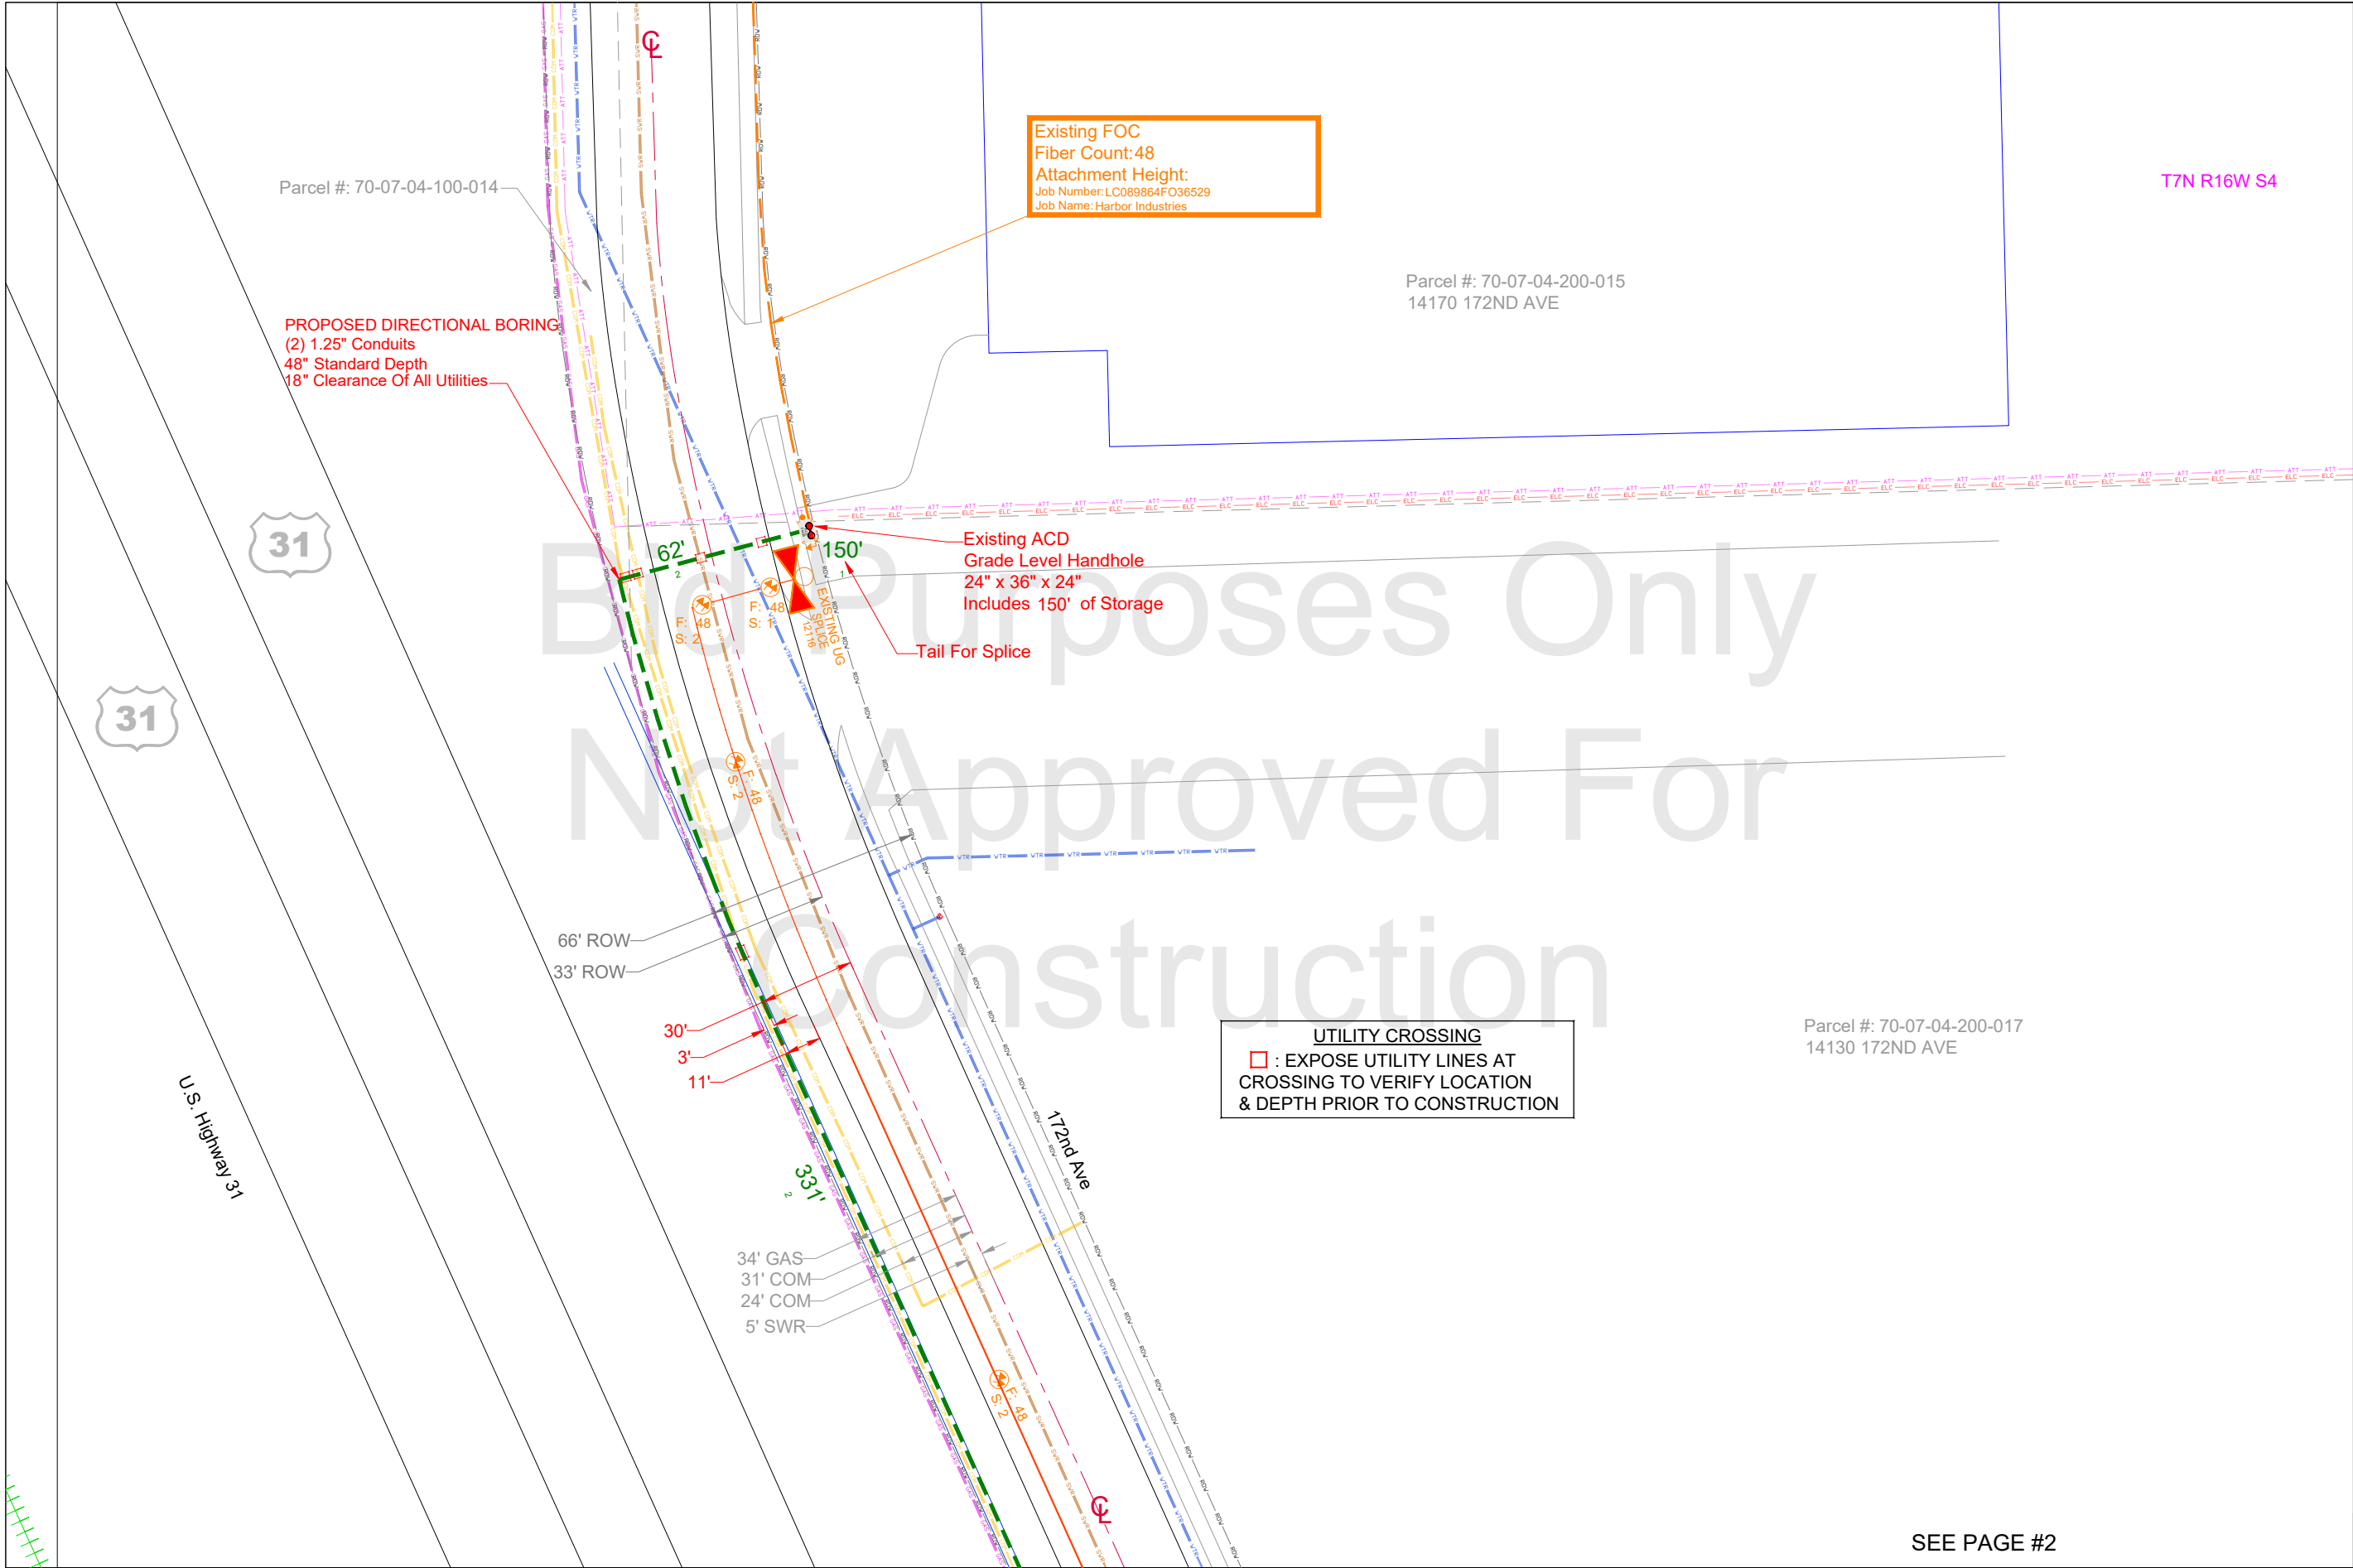 Existing FOC
Fiber Count: 48
Attachment Height:
Job Number: LC089864FO36529
Job Name: Harbor Industries
T7N R16W S4
Parcel #: 70-07-04-100-014
Parcel #: 70-07-04-200-015
14170 172ND AVE
PROPOSED DIRECTIONAL BORING
(2) 1.25" Conduits
48" Standard Depth
18" Clearance Of All Utilities
31
31
62'
2
150'
1
Existing ACD
Grade Level Handhole
24" x 36" x 24"
Includes 150' of Storage
Tail For Splice
F: 48
S: 2
F: 48
S: 1
EXISTING UG
SPLICE
12116
F: 48
S: 2
Bid Purposes Only
Not Approved For
Construction
66' ROW
33' ROW
30'
3'
11'
UTILITY CROSSING
: EXPOSE UTILITY LINES AT
CROSSING TO VERIFY LOCATION
& DEPTH PRIOR TO CONSTRUCTION
Parcel #: 70-07-04-200-017
14130 172ND AVE
U.S. Highway 31
172nd Ave
331'
2
34' GAS
31' COM
24' COM
5' SWR
F: 48
S: 2
SEE PAGE #2